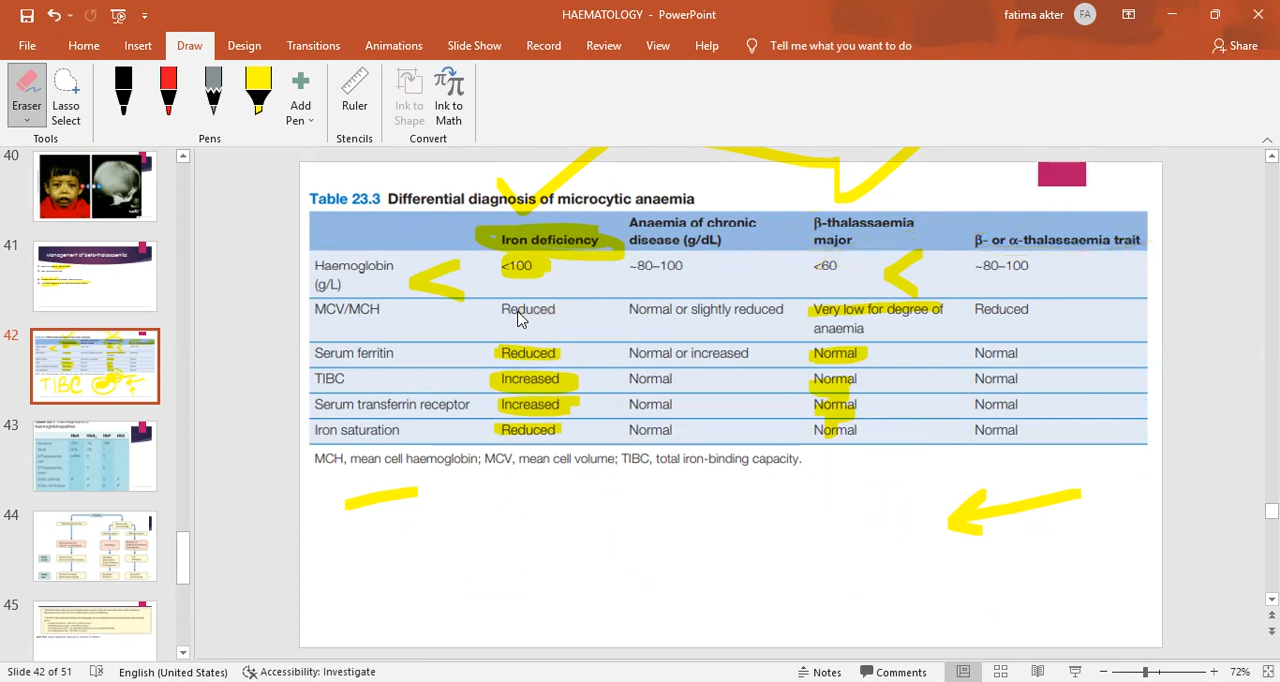 HAEMATOLOGY - PowerPoint
fatima akter FA
File Home Insert Draw Design Transitions Animations Slide Show Record Review View Help Tell me what you want to do Share
Eraser Lasso Select Add Pen Ruler Ink to Shape Ink to Math
Tools Pens Stencils Convert
40
41
Management of beta-thalassaemia:
42
TIBC
43
44
45
Table 23.3 Differential diagnosis of microcytic anaemia
Iron deficiency Anaemia of chronic disease (g/dL) β-thalassaemia major β- or α-thalassaemia trait
Haemoglobin (g/L) <100 ~80–100 <60 ~80–100
MCV/MCH Reduced Normal or slightly reduced Very low for degree of anaemia Reduced
Serum ferritin Reduced Normal or increased Normal Normal
TIBC Increased Normal Normal Normal
Serum transferrin receptor Increased Normal Normal Normal
Iron saturation Reduced Normal Normal Normal
MCH, mean cell haemoglobin; MCV, mean cell volume; TIBC, total iron-binding capacity.
Slide 42 of 51 English (United States) Accessibility: Investigate Notes Comments 72%